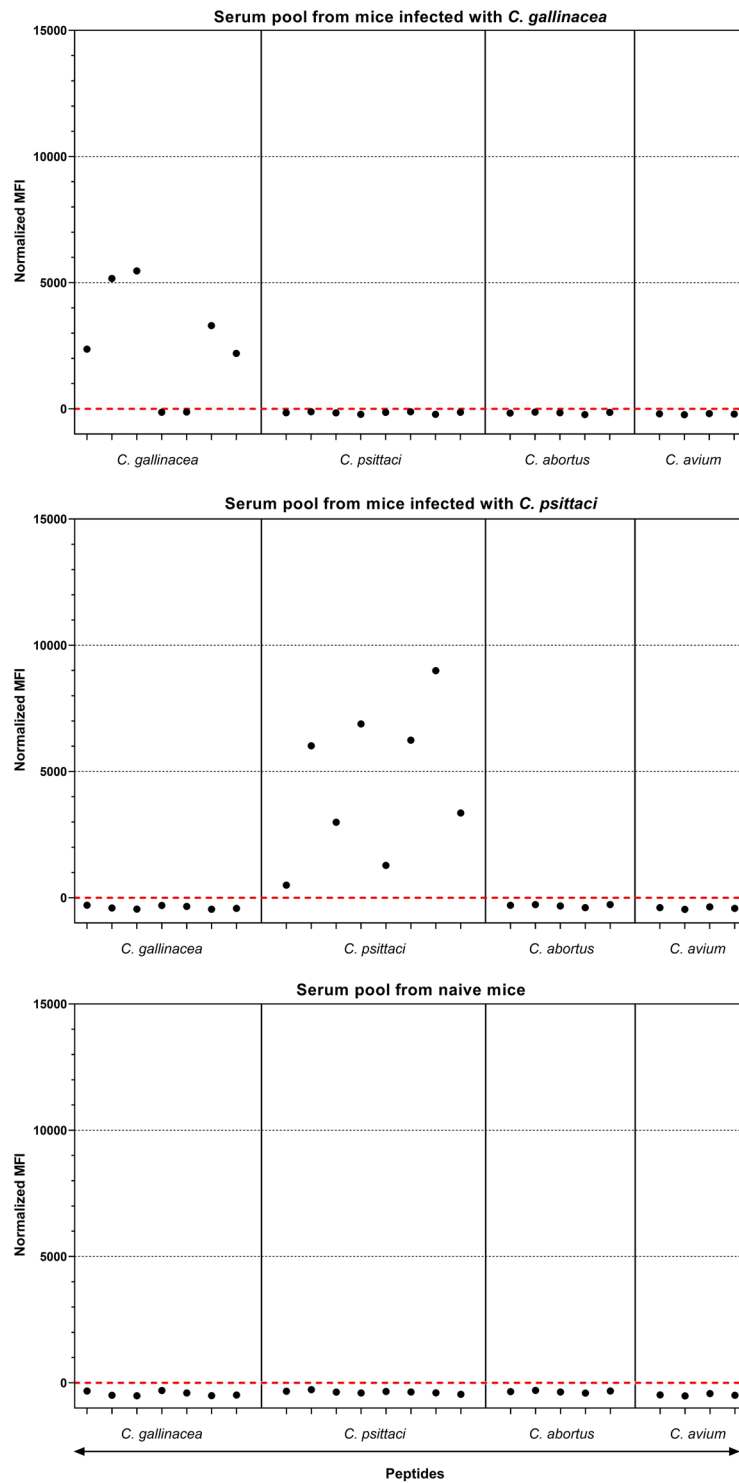 Serum pool from mice infected with C. gallinacea
15000
10000
5000
0
Normalized MFI
C. gallinacea C. psittaci C. abortus C. avium
Serum pool from mice infected with C. psittaci
15000
10000
5000
0
Normalized MFI
C. gallinacea C. psittaci C. abortus C. avium
Serum pool from naive mice
15000
10000
5000
0
Normalized MFI
C. gallinacea C. psittaci C. abortus C. avium
Peptides